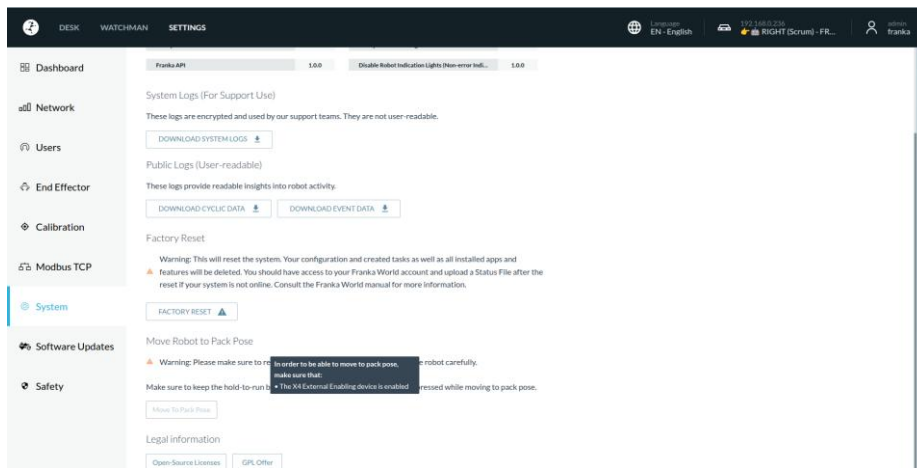 DESK WATCHMAN SETTINGS
Language
EN - English
192.168.0.236
RIGHT (Scrum) - FR...
admin
franka
Dashboard
Network
Users
End Effector
Calibration
Modbus TCP
System
Software Updates
Safety
Franka API 1.0.0 Disable Robot Indication Lights (Non-error Indi... 1.0.0
System Logs (For Support Use)
These logs are encrypted and used by our support teams. They are not user-readable.
DOWNLOAD SYSTEM LOGS
Public Logs (User-readable)
These logs provide readable insights into robot activity.
DOWNLOAD CYCLIC DATA DOWNLOAD EVENT DATA
Factory Reset
Warning: This will reset the system. Your configuration and created tasks as well as all installed apps and
features will be deleted. You should have access to your Franka World account and upload a Status File after the
reset if your system is not online. Consult the Franka World manual for more information.
FACTORY RESET
Move Robot to Pack Pose
Warning: Please make sure to re
e robot carefully.
In order to be able to move to pack pose,
make sure that:
• The X4 External Enabling device is enabled
Make sure to keep the hold-to-run b
ressed while moving to pack pose.
Move To Pack Pose
Legal information
Open-Source Licenses GPL Offer